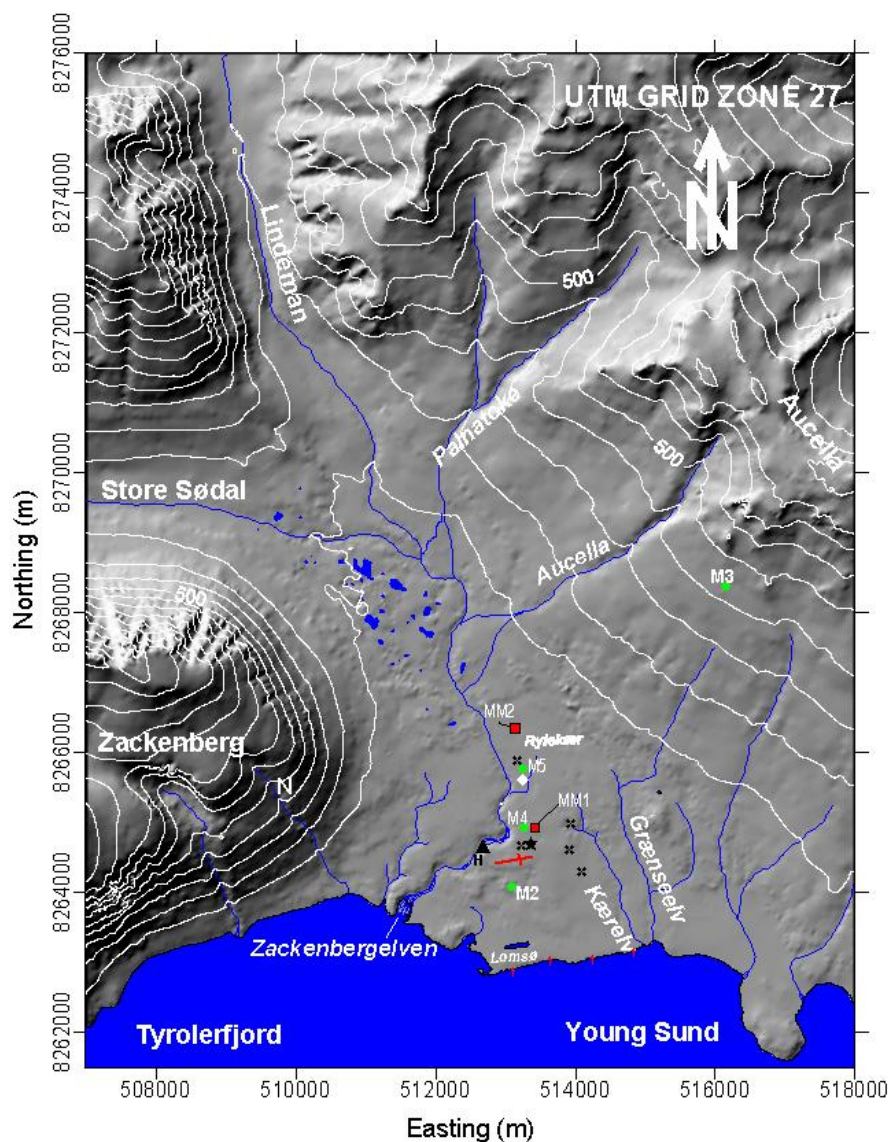 8276000
UTM GRID ZONE 27
N
8274000
Lindeman
500
8272000
Palnatoke
Aucella
500
8270000
Store Sødal
Northing (m)
Aucella
M3
8268000
500
MM2
Rylekær
8266000
Zackenberg
M5
N
MM1
M4
Grænseelv
H
8264000
M2
Kærelv
Zackenbergelven
Lomsø
8262000
Tyrolerfjord
Young Sund
508000 510000 512000 514000 516000 518000
Easting (m)